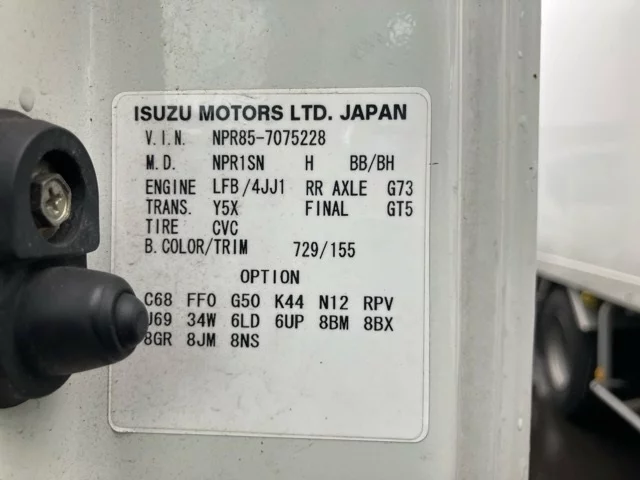 ISUZU MOTORS LTD. JAPAN
V.I.N. NPR85-7075228
M.D. NPR1SN H BB/BH
ENGINE LFB/4JJ1 RR AXLE G73
TRANS. Y5X FINAL GT5
TIRE CVC
B.COLOR/TRIM 729/155
OPTION
C68 FF0 G50 K44 N12 RPV
J69 34W 6LD 6UP 8BM 8BX
8GR 8JM 8NS